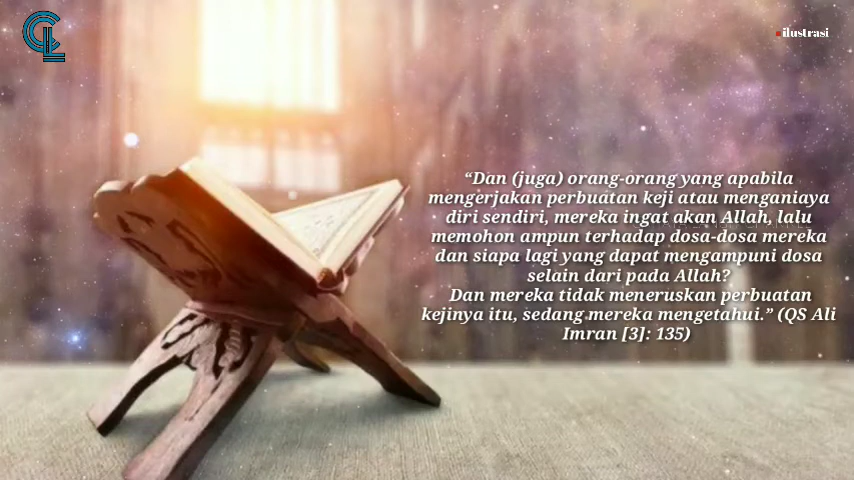 ilustrasi
“Dan (juga) orang-orang yang apabila
mengerjakan perbuatan keji atau menganiaya
diri sendiri, mereka ingat akan Allah, lalu
memohon ampun terhadap dosa-dosa mereka
dan siapa lagi yang dapat mengampuni dosa
selain dari pada Allah?
Dan mereka tidak meneruskan perbuatan
kejinya itu, sedang mereka mengetahui.” (QS Ali
Imran [3]: 135)